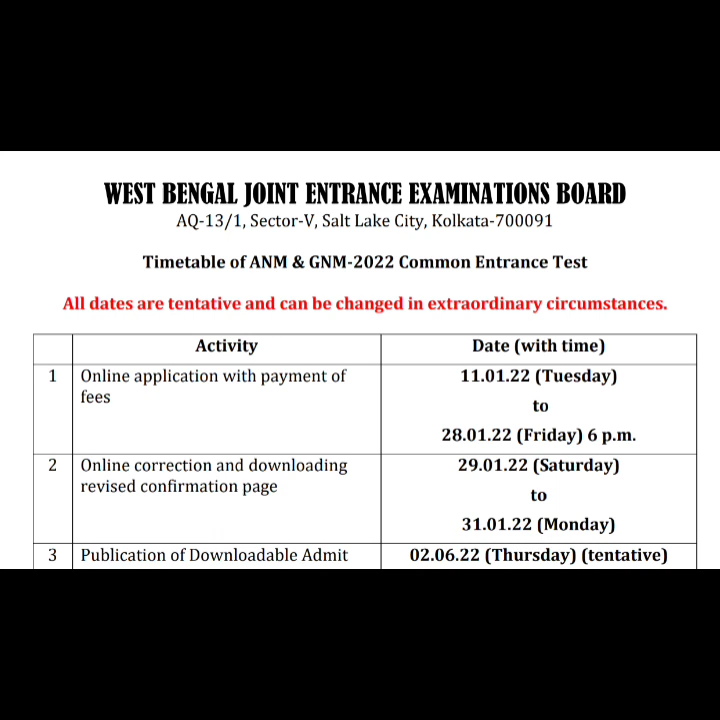 WEST BENGAL JOINT ENTRANCE EXAMINATIONS BOARD
AQ-13/1, Sector-V, Salt Lake City, Kolkata-700091
Timetable of ANM & GNM-2022 Common Entrance Test
All dates are tentative and can be changed in extraordinary circumstances.
Activity Date (with time)
1 Online application with payment of fees 11.01.22 (Tuesday)
to
28.01.22 (Friday) 6 p.m.
2 Online correction and downloading revised confirmation page 29.01.22 (Saturday)
to
31.01.22 (Monday)
3 Publication of Downloadable Admit 02.06.22 (Thursday) (tentative)